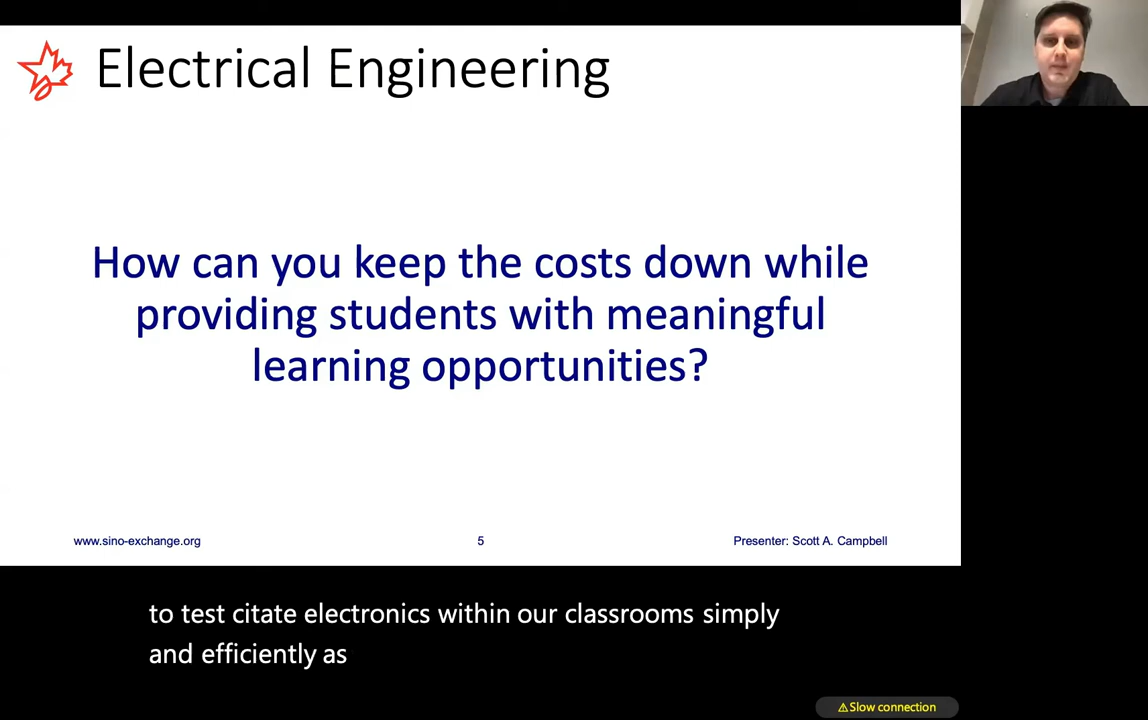 Electrical Engineering
How can you keep the costs down while
providing students with meaningful
learning opportunities?
www.sino-exchange.org
5
Presenter: Scott A. Campbell
to test citate electronics within our classrooms simply
and efficiently as
⚠Slow connection